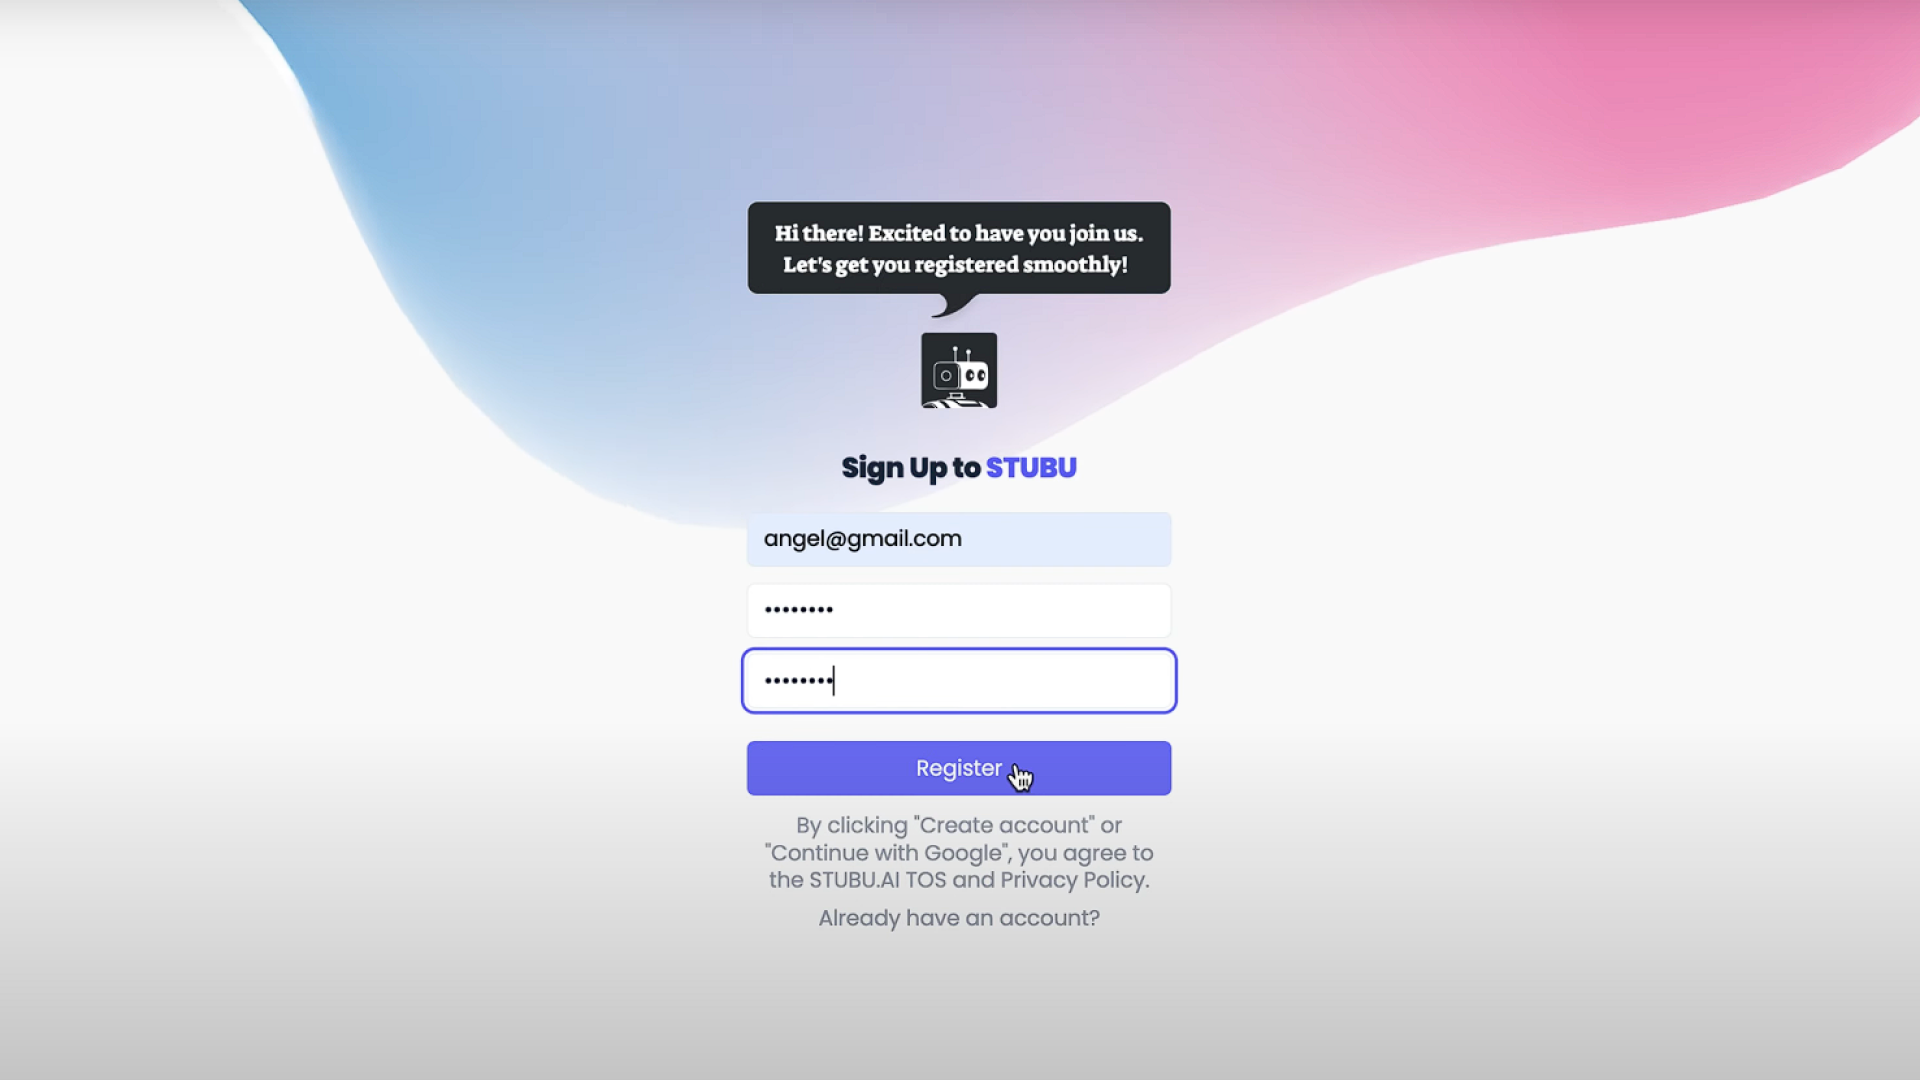 Hi there! Excited to have you join us.
Let's get you registered smoothly!
Sign Up to STUBU
angel@gmail.com
••••••••
••••••••
Register
By clicking "Create account" or
"Continue with Google", you agree to
the STUBU.AI TOS and Privacy Policy.
Already have an account?